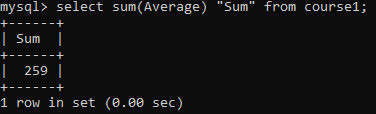 mysql> select sum(Average) "Sum" from course1;
+------+
| Sum  |
+------+
|  259 |
+------+
1 row in set (0.00 sec)